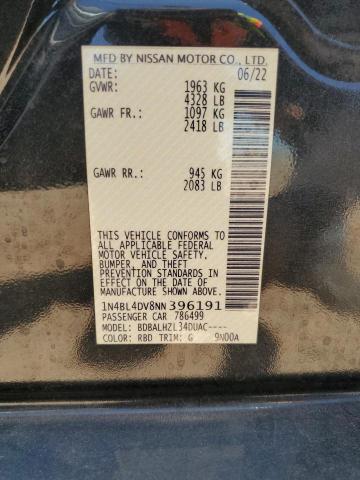 MFD BY NISSAN MOTOR CO., LTD.
DATE: 06/22
GVWR: 1963 KG
4328 LB
GAWR FR.: 1097 KG
2418 LB
GAWR RR.: 945 KG
2083 LB
THIS VEHICLE CONFORMS TO
ALL APPLICABLE FEDERAL
MOTOR VEHICLE SAFETY,
BUMPER, AND THEFT
PREVENTION STANDARDS IN
EFFECT ON THE DATE OF
MANUFACTURE SHOWN ABOVE.
1N4BL4DV8NN396191
PASSENGER CAR 786499
MODEL: BDBALHZL34DUAC----
COLOR: RBD TRIM: G 9N00A